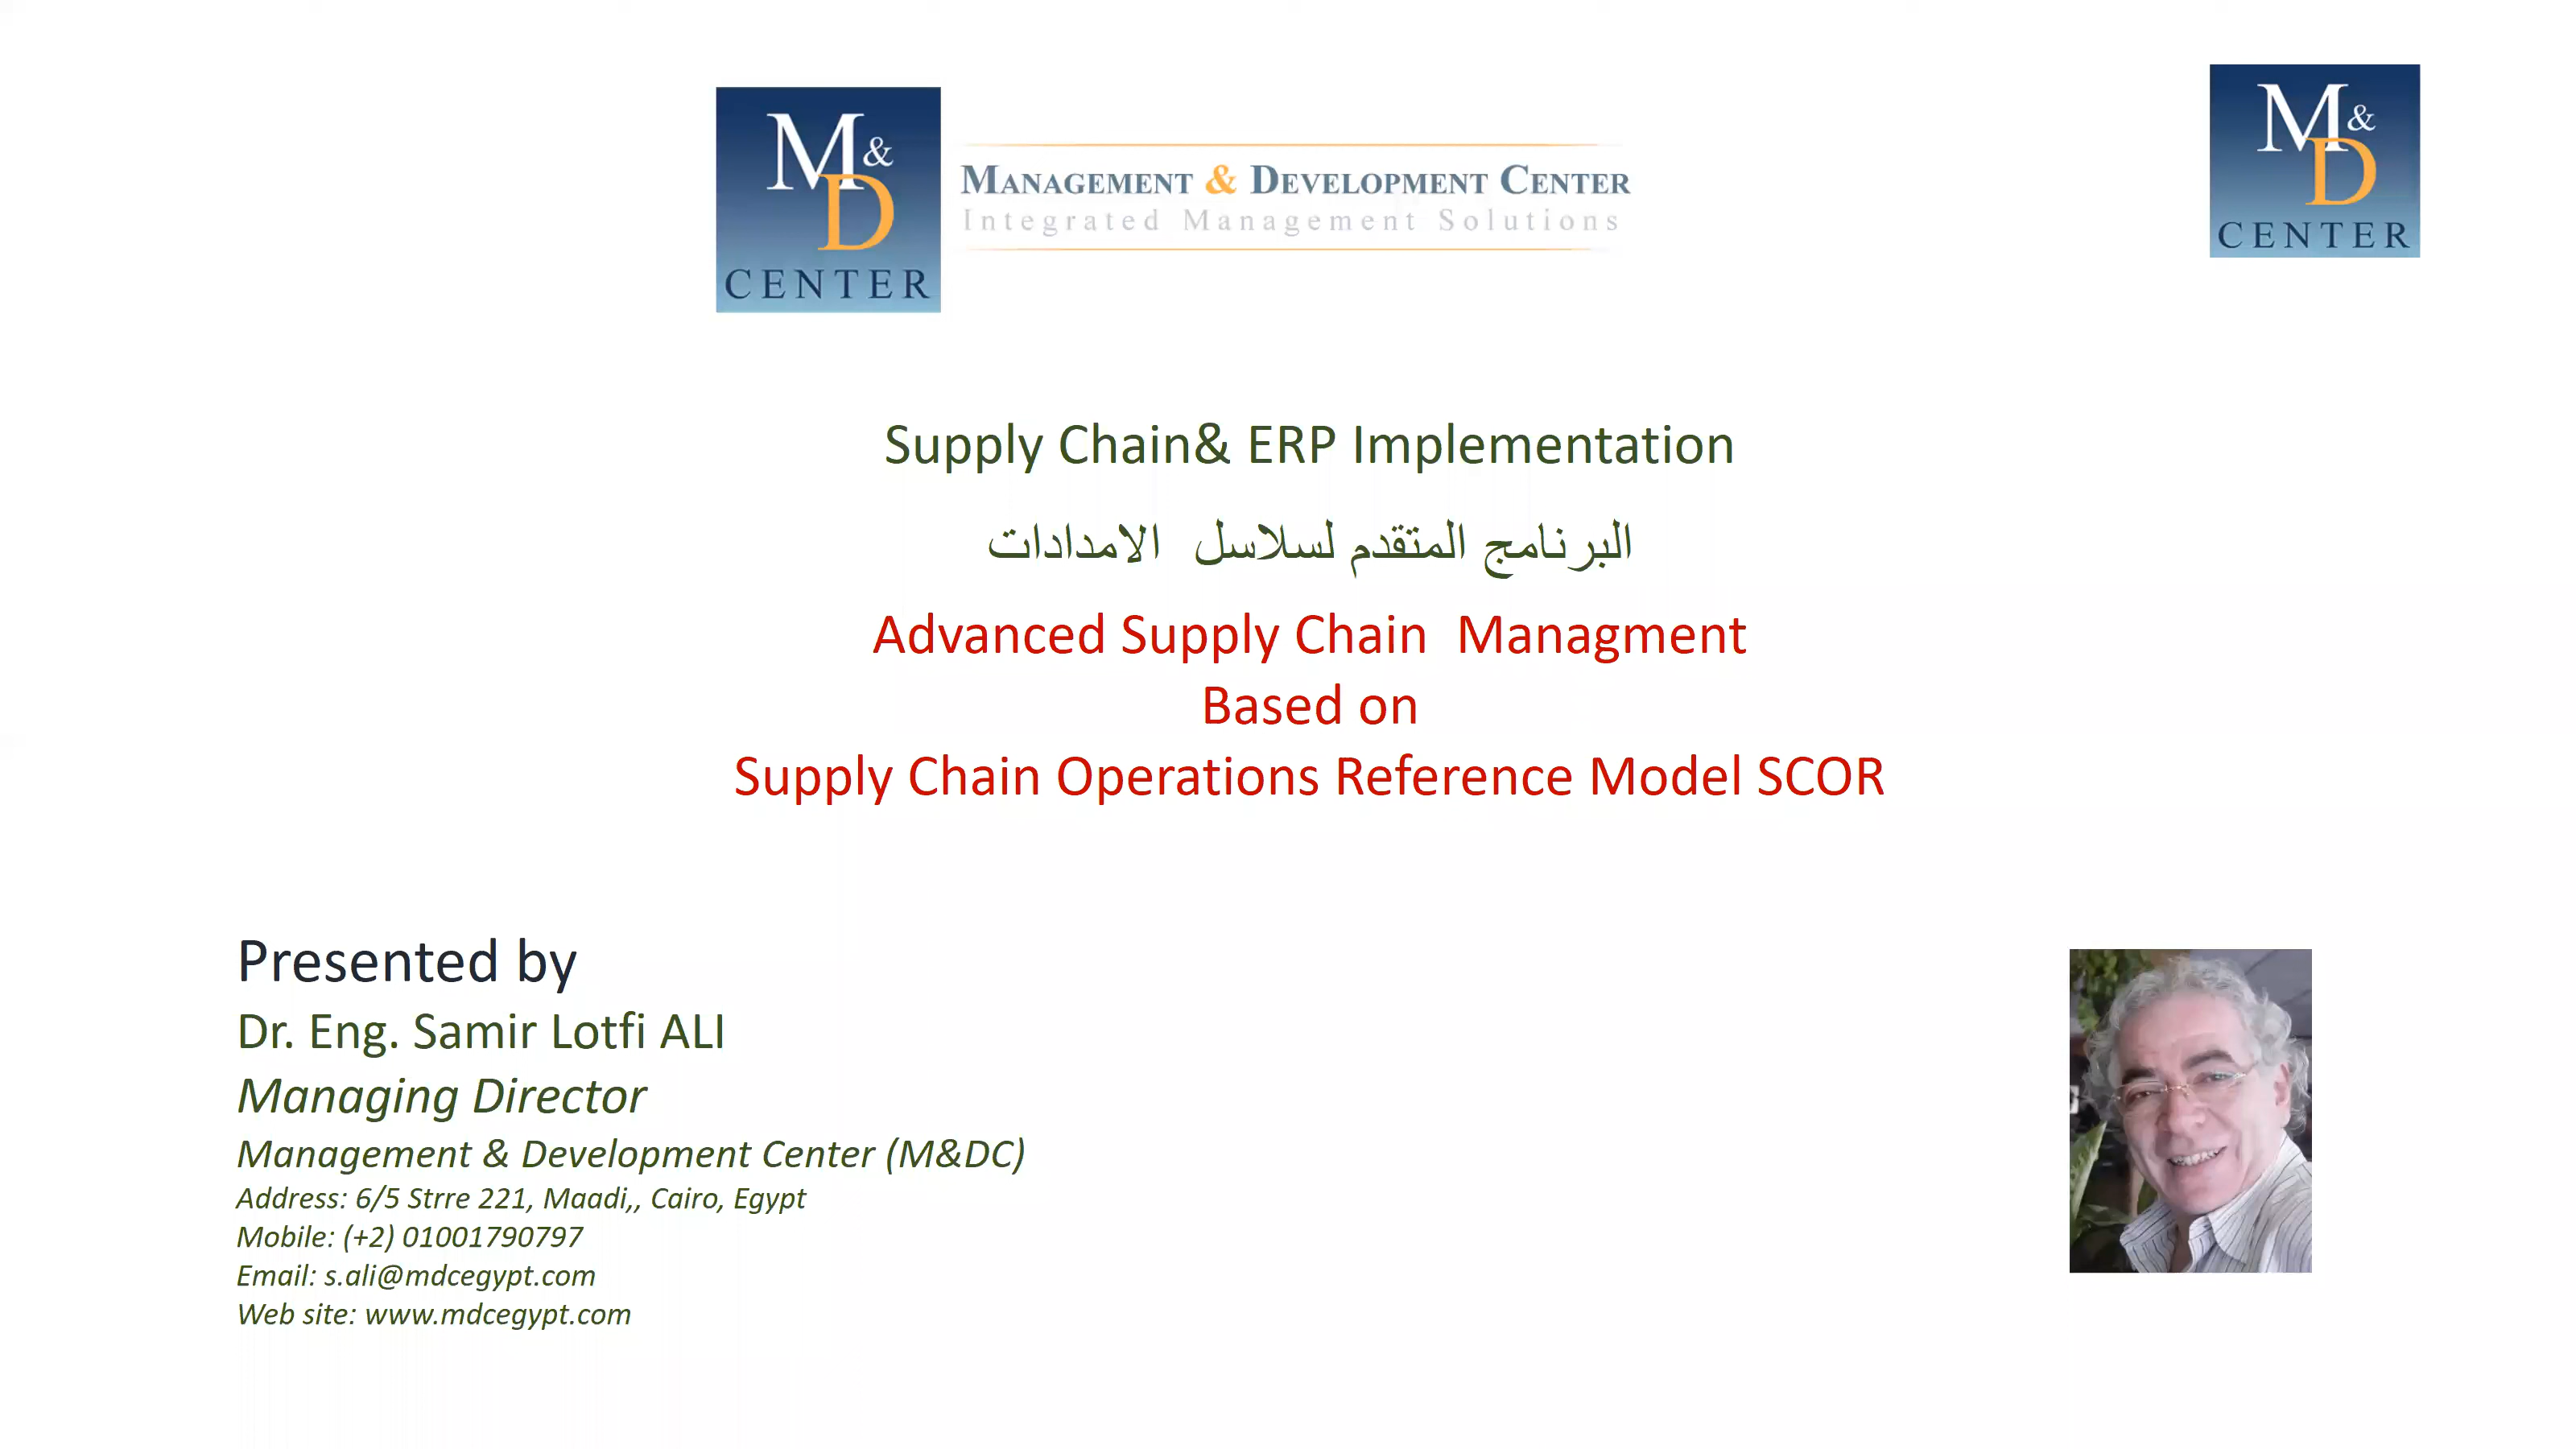 M&D
CENTER
MANAGEMENT & DEVELOPMENT CENTER
Integrated Management Solutions
M&D
CENTER
Supply Chain& ERP Implementation
البرنامج المتقدم لسلاسل الامدادات
Advanced Supply Chain Managment
Based on
Supply Chain Operations Reference Model SCOR
Presented by
Dr. Eng. Samir Lotfi ALI
Managing Director
Management & Development Center (M&DC)
Address: 6/5 Strre 221, Maadi,, Cairo, Egypt
Mobile: (+2) 01001790797
Email: s.ali@mdcegypt.com
Web site: www.mdcegypt.com